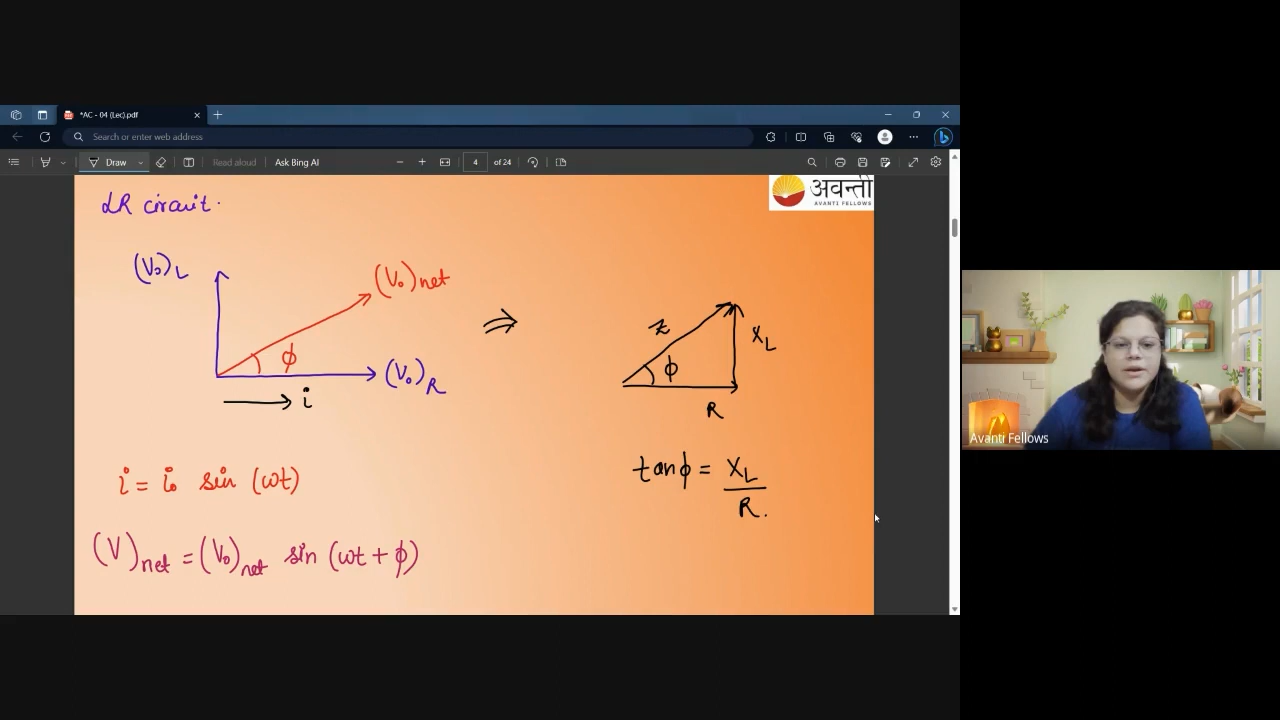 *AC - 04 (Lec).pdf
Search or enter web address
Draw
Read aloud
Ask Bing AI
4
of 24
अवन्ती
AVANTI FELLOWS
LR circuit.
(V₀)L
(V₀)net
ϕ
(V₀)R
i
⇒
z
XL
ϕ
R
i = i₀ sin (ωt)
(V)net = (V₀)net sin (ωt + ϕ)
tanϕ = XL
R.
Avanti Fellows